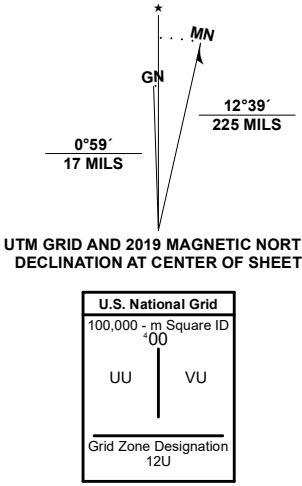 ★
MN
GN
12°39´
225 MILS
0°59´
17 MILS
UTM GRID AND 2019 MAGNETIC NORT
DECLINATION AT CENTER OF SHEET
U.S. National Grid
100,000 - m Square ID
⁴00
UU VU
Grid Zone Designation
12U